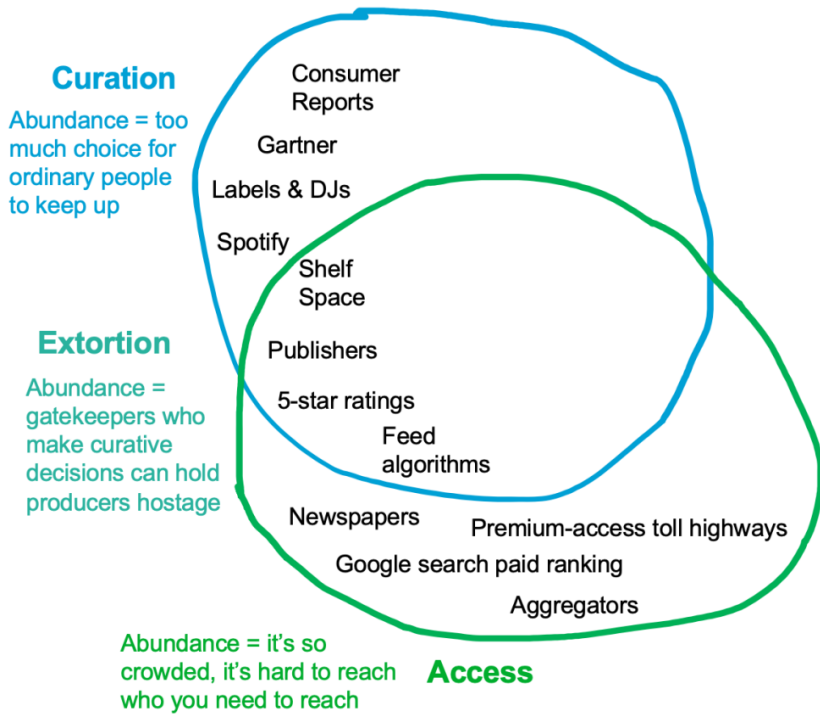 Curation
Abundance = too
much choice for
ordinary people
to keep up
Consumer
Reports
Gartner
Labels & DJs
Spotify
Shelf
Space
Extortion
Abundance =
gatekeepers who
make curative
decisions can hold
producers hostage
Publishers
5-star ratings
Feed
algorithms
Newspapers
Premium-access toll highways
Google search paid ranking
Aggregators
Abundance = it's so
crowded, it's hard to reach
who you need to reach
Access